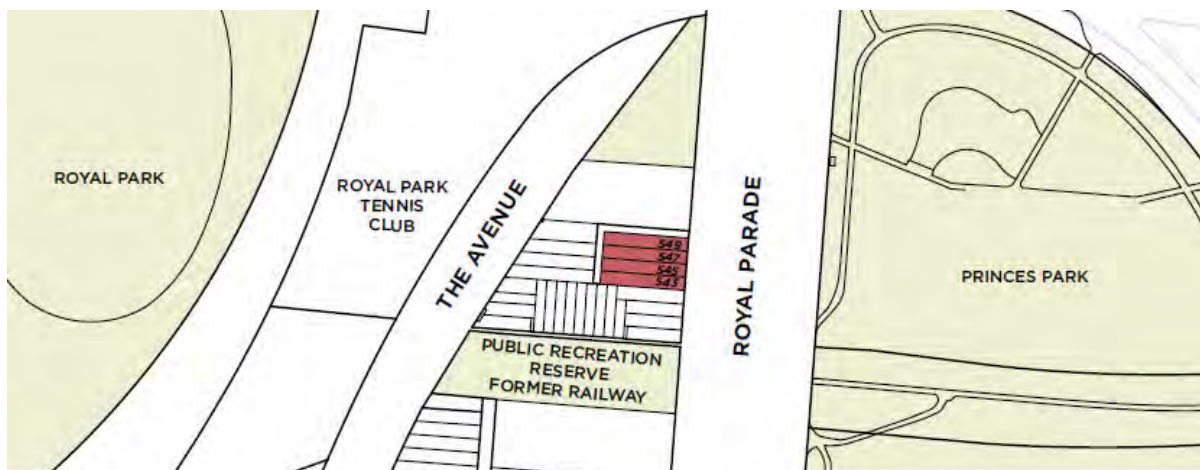 ROYAL PARK
ROYAL PARK
TENNIS
CLUB
THE AVENUE
549
547
545
543
ROYAL PARADE
PRINCES PARK
PUBLIC RECREATION
RESERVE
FORMER RAILWAY